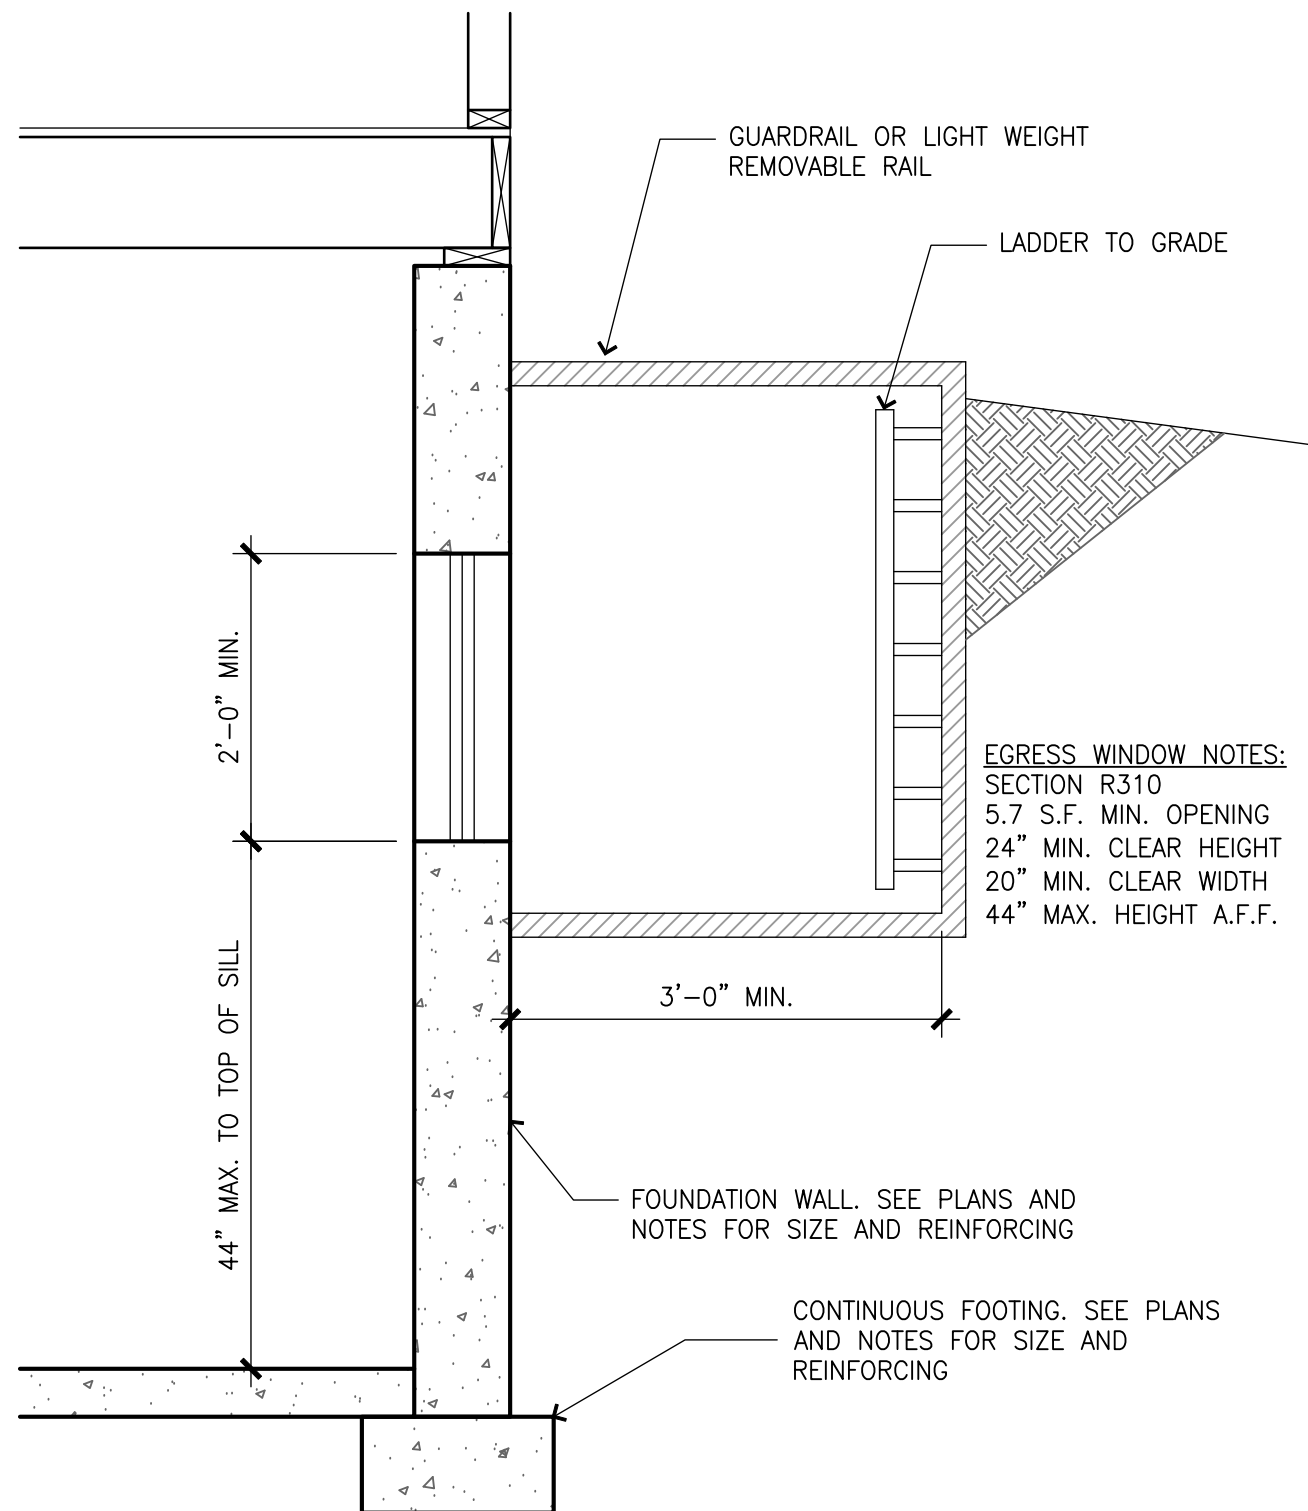 GUARDRAIL OR LIGHT WEIGHT
REMOVABLE RAIL
LADDER TO GRADE
2'-0" MIN.
EGRESS WINDOW NOTES:
SECTION R310
5.7 S.F. MIN. OPENING
24" MIN. CLEAR HEIGHT
20" MIN. CLEAR WIDTH
44" MAX. HEIGHT A.F.F.
3'-0" MIN.
44" MAX. TO TOP OF SILL
FOUNDATION WALL. SEE PLANS AND
NOTES FOR SIZE AND REINFORCING
CONTINUOUS FOOTING. SEE PLANS
AND NOTES FOR SIZE AND
REINFORCING